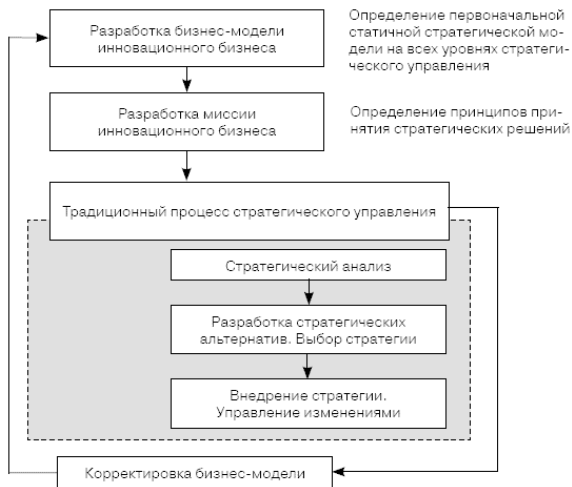 Разработка бизнес-модели
инновационного бизнеса
Определение первоначальной
статичной стратегической мо-
дели на всех уровнях стратеги-
ческого управления
Разработка миссии
инновационного бизнеса
Определение принципов при-
нятия стратегических решений
Традиционный процесс стратегического управления
Стратегический анализ
Разработка стратегических
альтернатив. Выбор стратегии
Внедрение стратегии.
Управление изменениями
Корректировка бизнес-модели